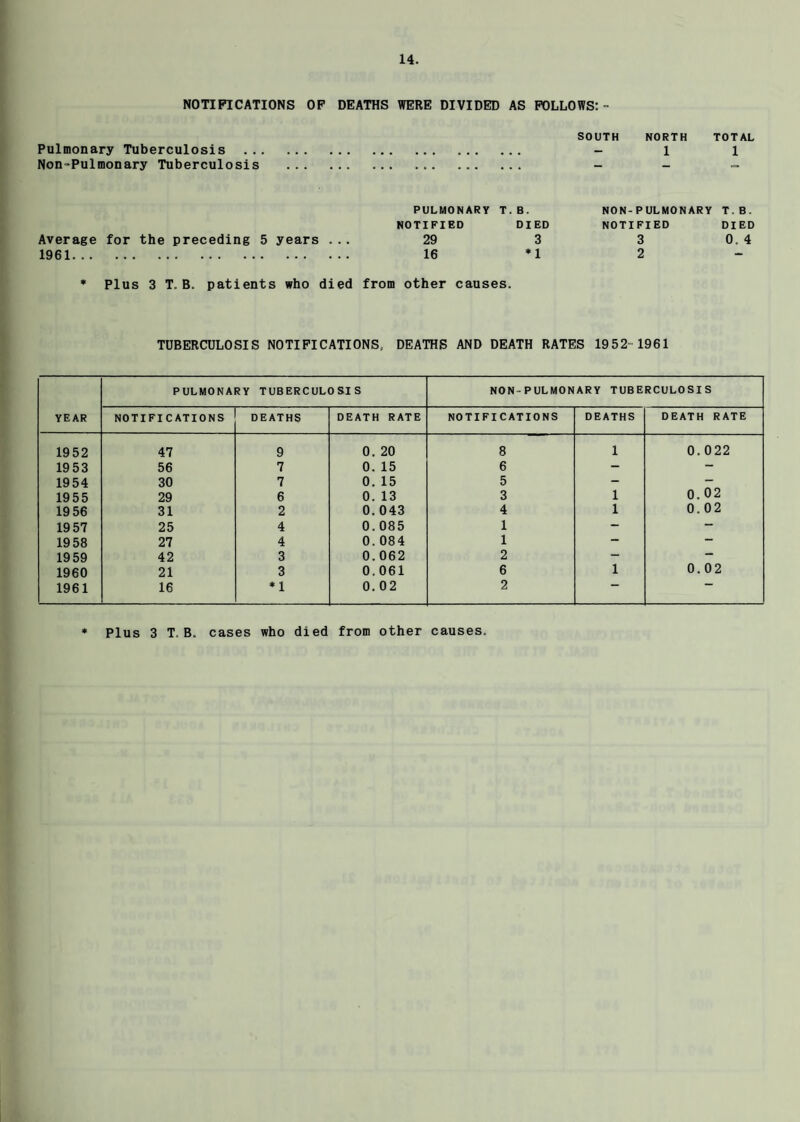 14.
NOTIFICATIONS OF DEATHS WERE DIVIDED AS FOLLOWS:-
SOUTH NORTH TOTAL
Pulmonary Tuberculosis ... ... ... ... ... ... ... - 1 1
Non-Pulmonary Tuberculosis ... ... ... ... ... ... - - -
PULMONARY T.B. NON-PULMONARY T.B.
NOTIFIED DIED NOTIFIED DIED
Average for the preceding 5 years ... 29 3 3 0.4
1961... ... ... ... ... ... ... 16 *1 2 -
* Plus 3 T.B. patients who died from other causes.
TUBERCULOSIS NOTIFICATIONS, DEATHS AND DEATH RATES 1952-1961
PULMONARY TUBERCULOSIS NON-PULMONARY TUBERCULOSIS
YEAR NOTIFICATIONS DEATHS DEATH RATE NOTIFICATIONS DEATHS DEATH RATE
1952 47 9 0.20 8 1 0.022
1953 56 7 0.15 6 - -
1954 30 7 0.15 5 - -
1955 29 6 0.13 3 1 0.02
1956 31 2 0.043 4 1 0.02
1957 25 4 0.085 1 - -
1958 27 4 0.084 1 - -
1959 42 3 0.062 2 - -
1960 21 3 0.061 6 1 0.02
1961 16 *1 0.02 2 - -
* Plus 3 T.B. cases who died from other causes.